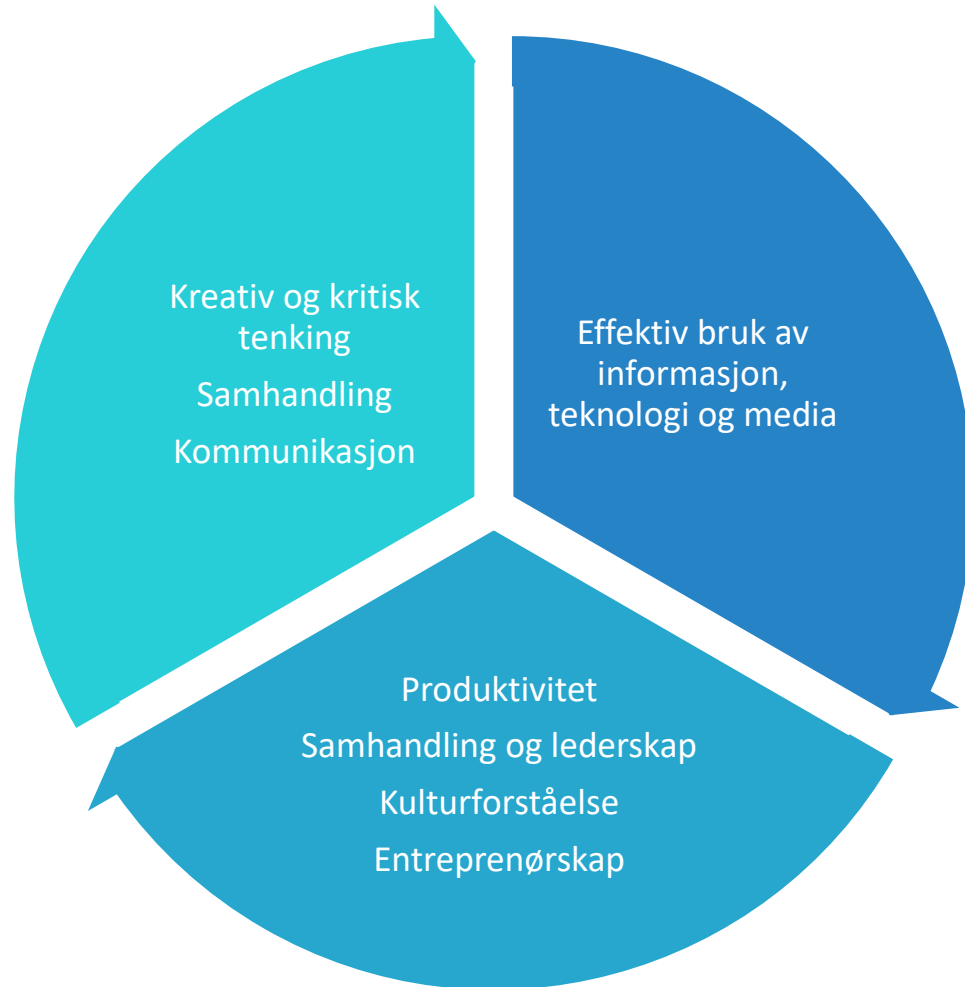 Kreativ og kritisk
tenking
Samhandling
Kommunikasjon
Effektiv bruk av
informasjon,
teknologi og media
Produktivitet
Samhandling og lederskap
Kulturforståelse
Entreprenørskap